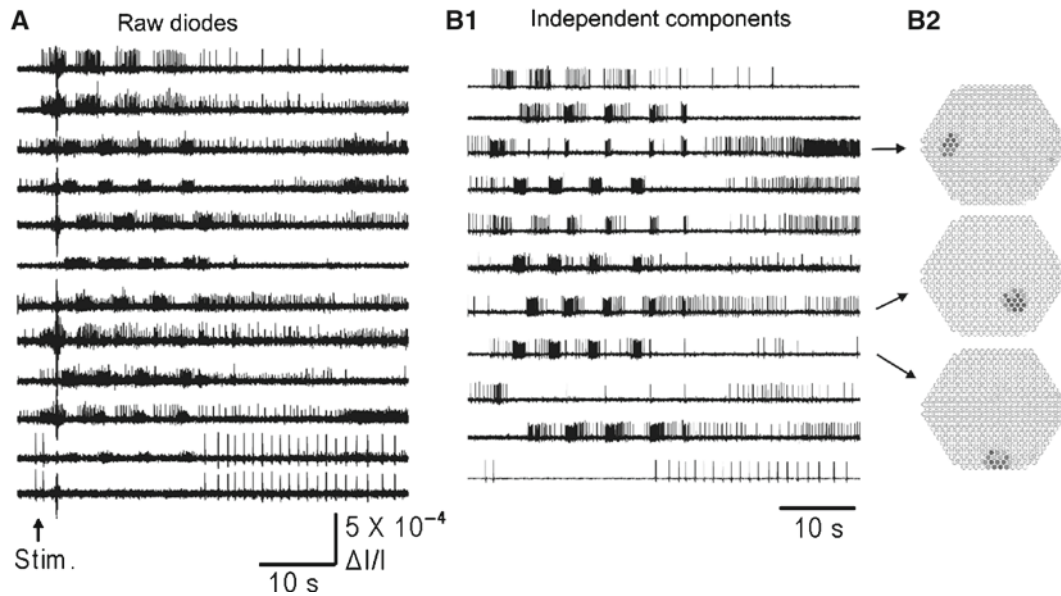 A
Raw diodes
B1
Independent components
B2
Stim.
10 s
5 X 10⁻⁴
ΔI/I
10 s